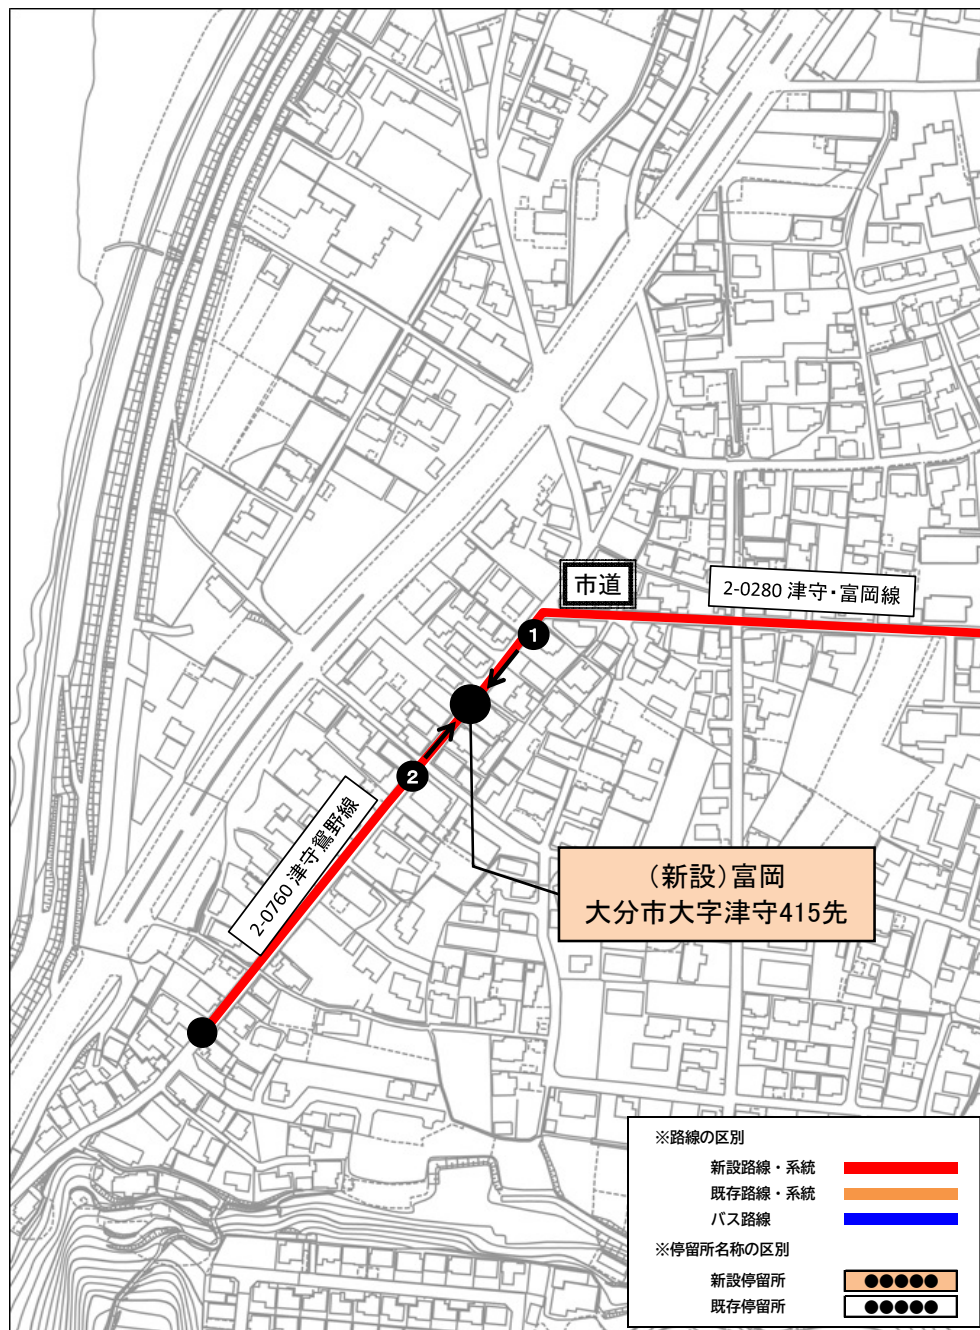 市道
2-0280 津守・富岡線
1
2
2-0760 津守鴛野線
（新設）富岡
大分市大字津守415先
※路線の区別
新設路線・系統
既存路線・系統
バス路線
※停留所名称の区別
新設停留所
●●●●●
既存停留所
●●●●●